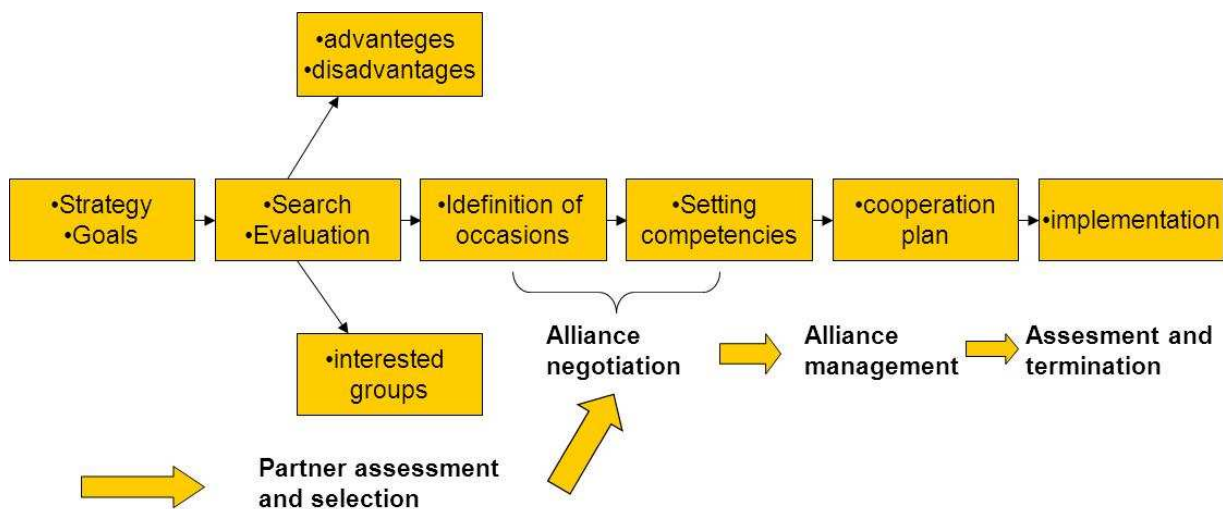 •advanteges
•disadvantages
•Strategy
•Goals
•Search
•Evaluation
•Idefinition of
occasions
•Setting
competencies
•cooperation
plan
•implementation
•interested
groups
Alliance
negotiation
Alliance
management
Assesment and
termination
Partner assessment
and selection